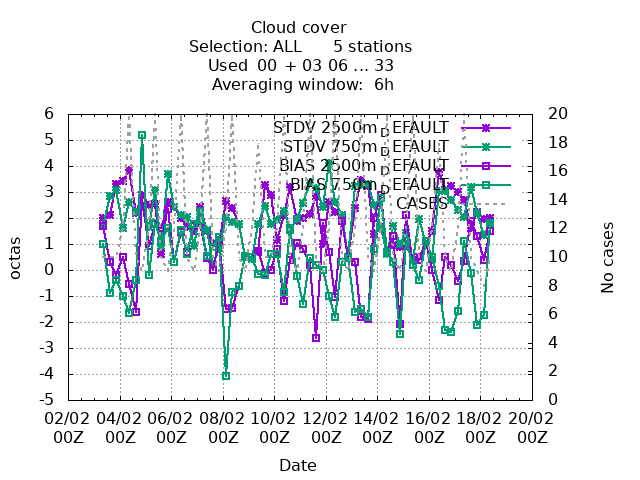 Cloud cover
Selection: ALL 5 stations
Used 00 + 03 06 ... 33
Averaging window: 6h
STDV 2500m_DEFAULT
STDV 750m_DEFAULT
BIAS 2500m_DEFAULT
BIAS 750m_DEFAULT
CASES
octas
6
5
4
3
2
1
0
-1
-2
-3
-4
-5
No cases
20
18
16
14
12
10
8
6
4
2
0
02/02 04/02 06/02 08/02 10/02 12/02 14/02 16/02 18/02 20/02
00Z 00Z 00Z 00Z 00Z 00Z 00Z 00Z 00Z 00Z
Date